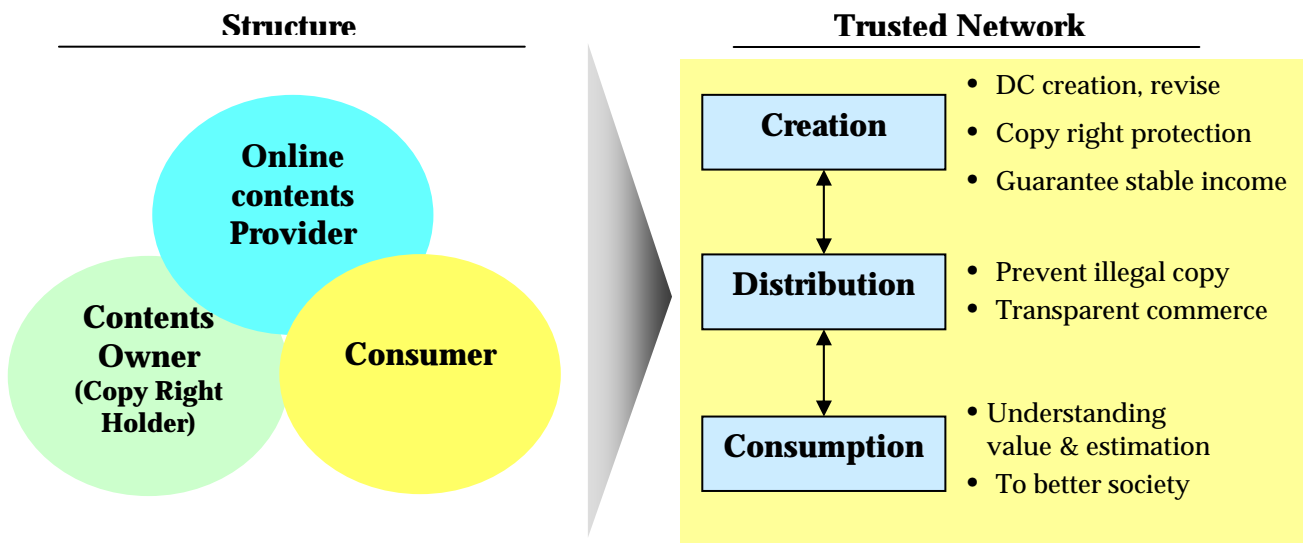 Structure
Online
contents
Provider
Contents
Owner
(Copy Right
Holder)
Consumer
Trusted Network
Creation
• DC creation, revise
• Copy right protection
• Guarantee stable income
Distribution
• Prevent illegal copy
• Transparent commerce
Consumption
• Understanding
value & estimation
• To better society